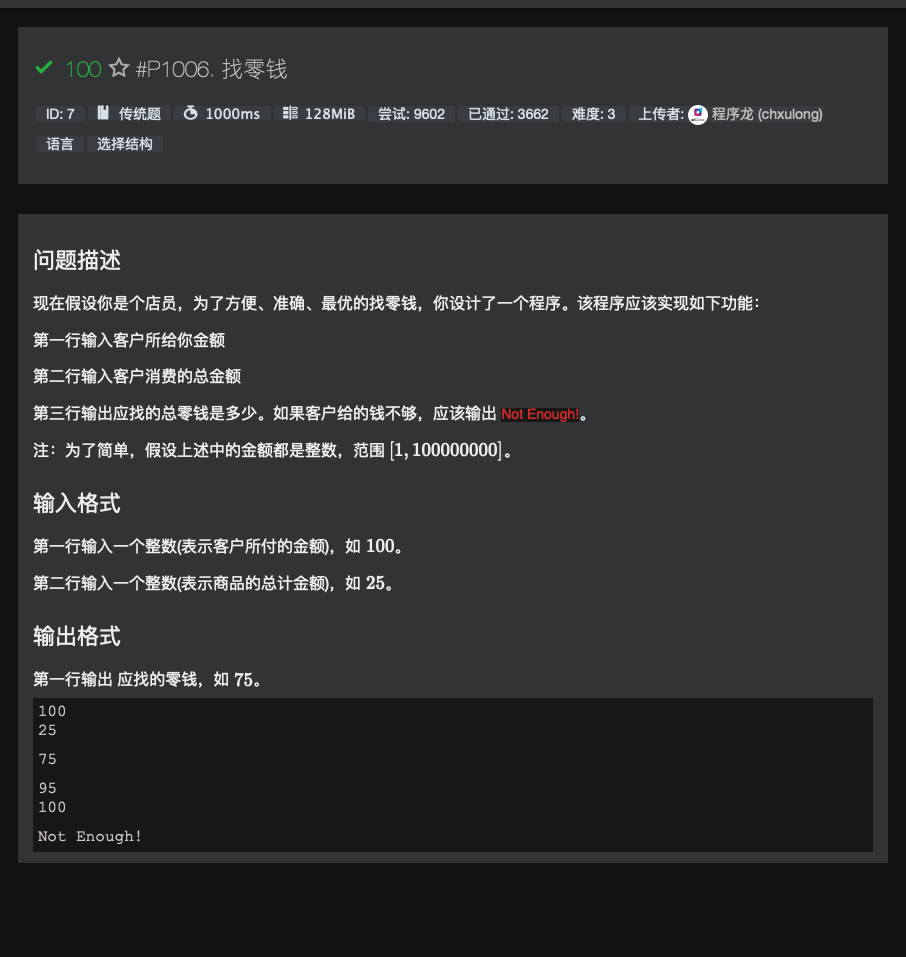 100 #P1006. 找零钱
ID: 7 传统题 1000ms 128MiB 尝试: 9602 已通过: 3662 难度: 3 上传者: 程序龙 (chxulong)
语言 选择结构
问题描述
现在假设你是个店员，为了方便、准确、最优的找零钱，你设计了一个程序。该程序应该实现如下功能：
第一行输入客户所给你金额
第二行输入客户消费的总金额
第三行输出应找的总零钱是多少。如果客户给的钱不够，应该输出 Not Enough!。
注：为了简单，假设上述中的金额都是整数，范围 [1, 100000000]。
输入格式
第一行输入一个整数(表示客户所付的金额)，如 100。
第二行输入一个整数(表示商品的总计金额)，如 25。
输出格式
第一行输出 应找的零钱，如 75。
100
25
75
95
100
Not Enough!